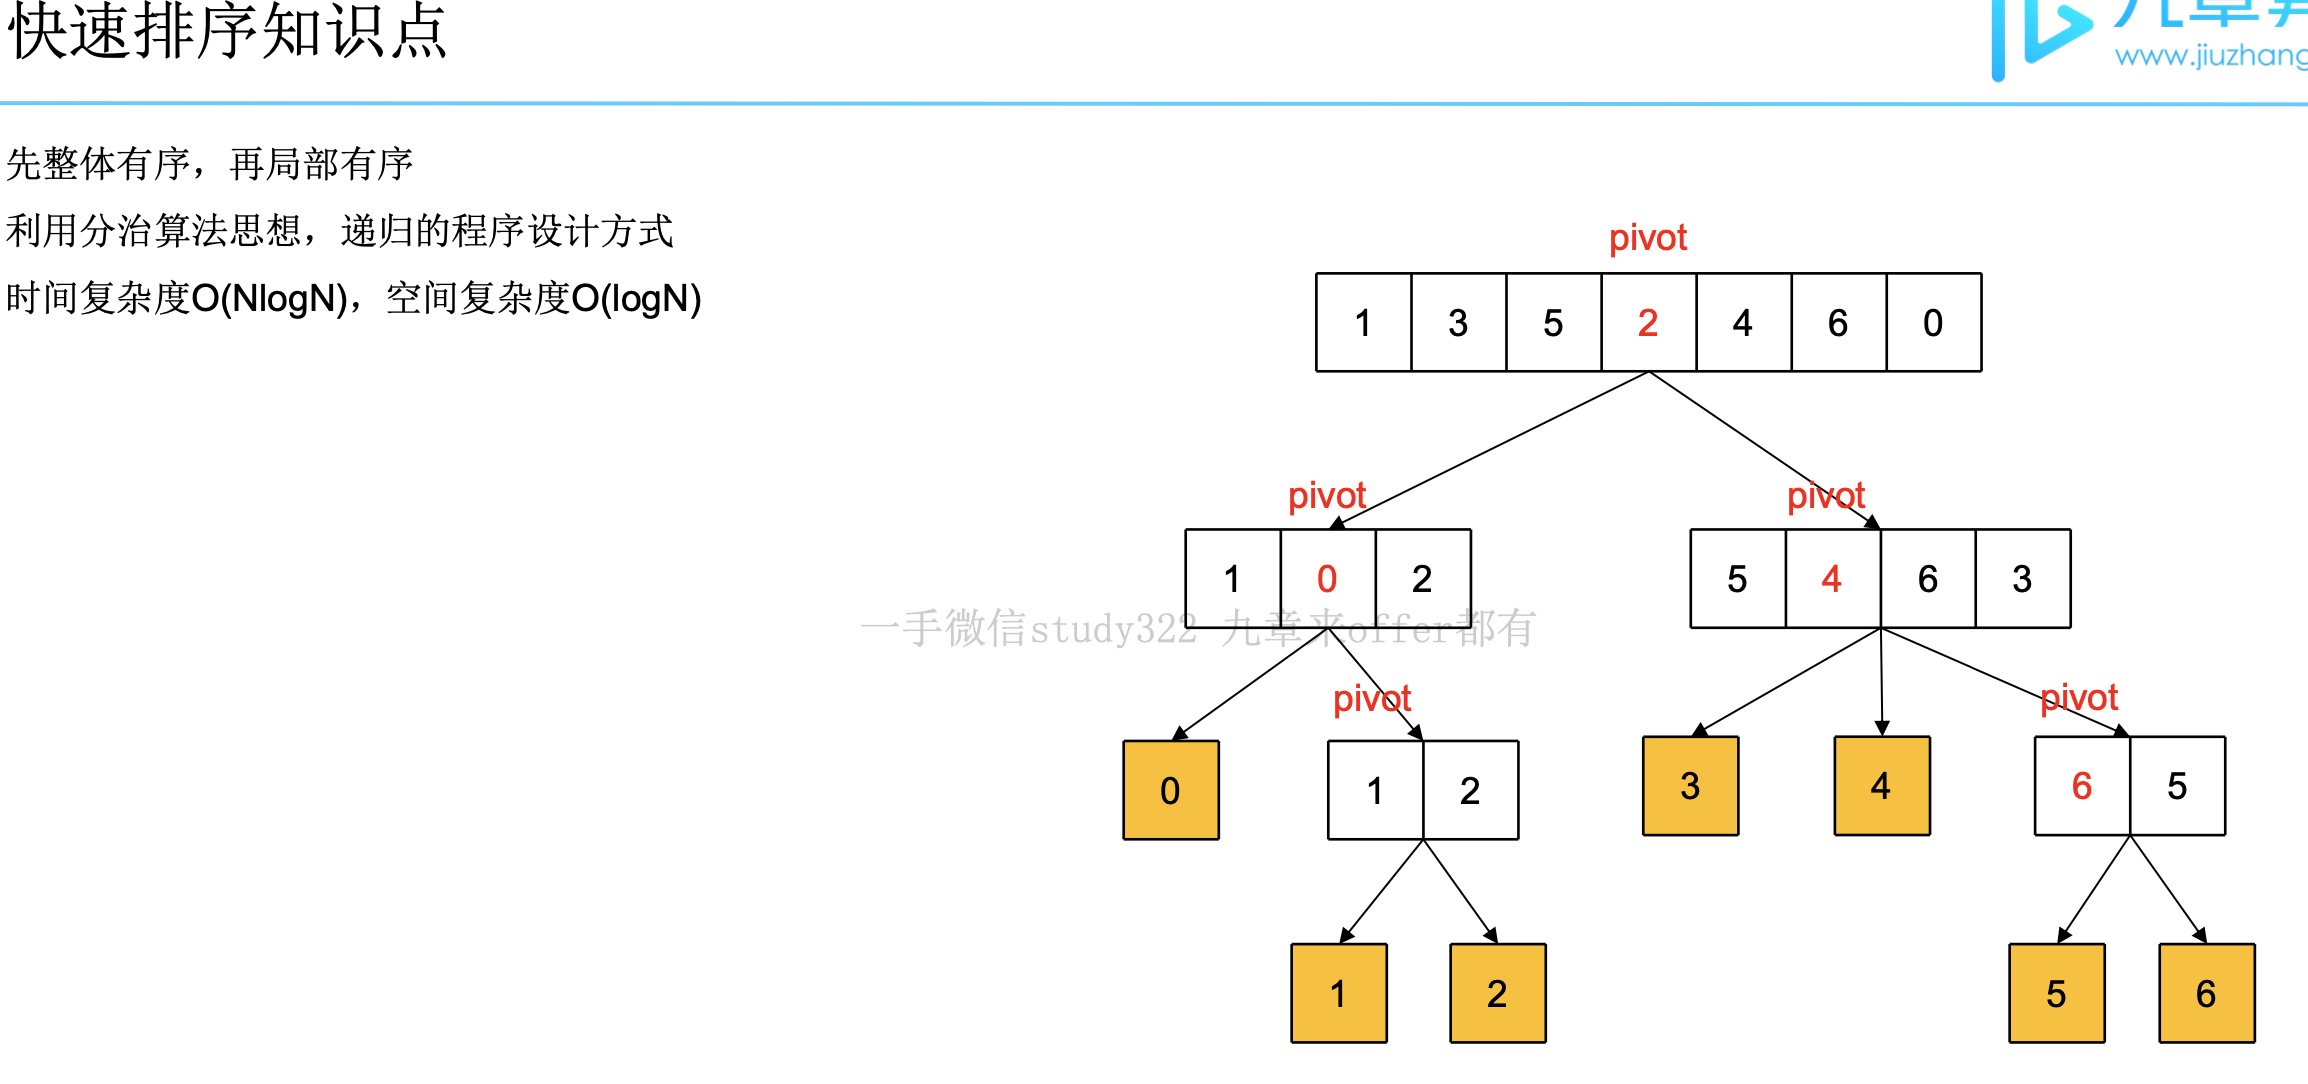 快速排序知识点
www.jiuzhang
先整体有序，再局部有序
利用分治算法思想，递归的程序设计方式
时间复杂度O(NlogN)，空间复杂度O(logN)
pivot
1 3 5 2 4 6 0
pivot pivot
1 0 2 5 4 6 3
一手微信study322 九章来offer都有
pivot pivot
0 1 2 3 4 6 5
1 2 5 6